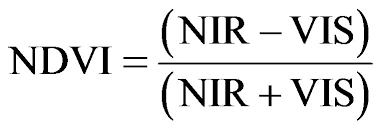 NDVI = (NIR – VIS) / (NIR + VIS)